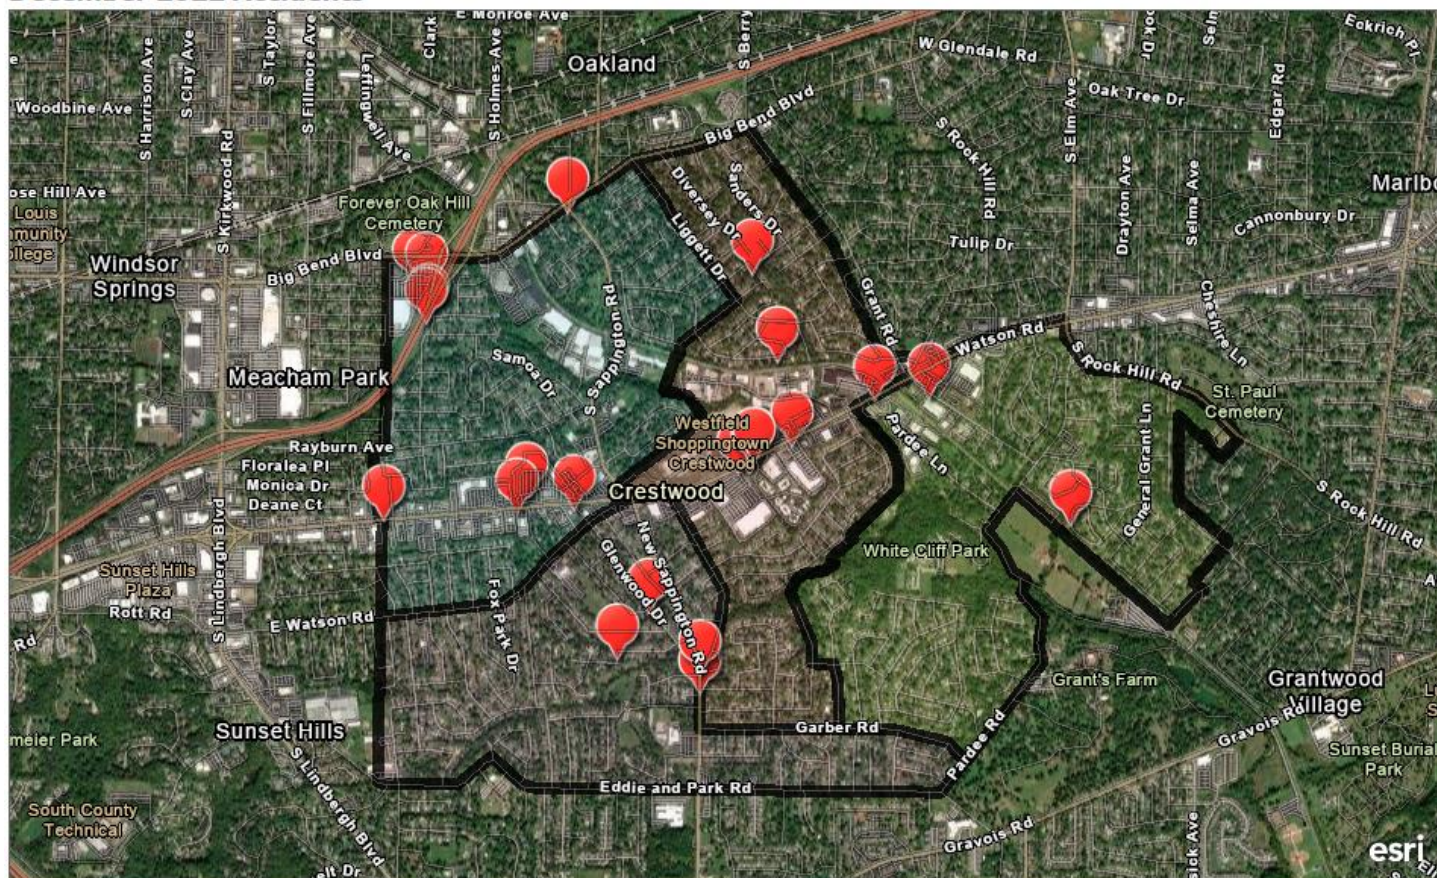 E Monroe Ave
S Taylor
S Clay Ave
S Harrison Ave
S Fillmore Ave
Clark
S Holmes Ave
Leffingwell Ave
Oakland
S Berry
W Glendale Rd
Eckrich Pl
Oak Tree Dr
Edgar Rd
Woodbine Ave
S Kirkwood Rd
Big Bend Blvd
S Rock Hill Rd
S Elm Ave
Drayton Ave
Selma Ave
Cannonbury Dr
Tulip Dr
Forever Oak Hill
Cemetery
Windsor
Springs
Big Bend Blvd
Diversey Dr
Sanders Dr
Liggett Dr
Grant Rd
Watson Rd
Cheshire Ln
S Rock Hill Rd
St. Paul
Cemetery
Meacham Park
Samoa Dr
S Sappington Rd
Rayburn Ave
Floralea Pl
Monica Dr
Deane Ct
Westfield
Shoppingtown
Crestwood
Crestwood
Pardee Ln
General Grant Ln
S Rock Hill Rd
S Lindbergh Blvd
Sunset Hills
Plaza
Rott Rd
E Watson Rd
Fox Park Dr
Glenwood Dr
New Sappington Rd
White Cliff Park
Grant's Farm
Grantwood
Village
Gravois Rd
Sunset Hills
S Lindbergh Blvd
Garber Rd
Pardee Rd
Eddie and Park Rd
Sunset Burial
Park
South County
Technical
Gravois Rd
esri